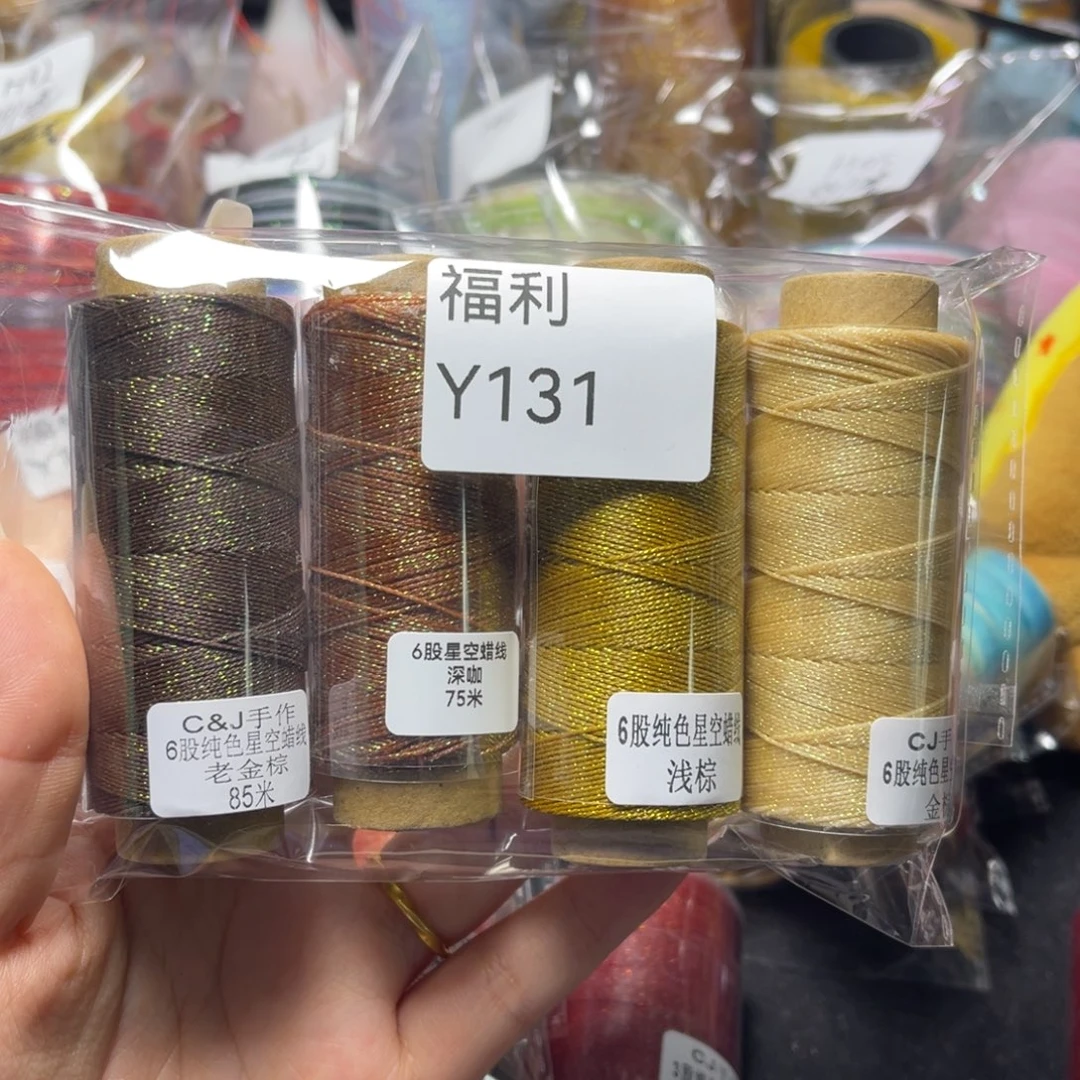 福利
Y131
C&J手作
6股纯色星空蜡线
老金棕
85米
6股星空蜡线
深咖
75米
6股纯色星空蜡线
浅棕
CJ手
6股纯色星
金棕
CJ